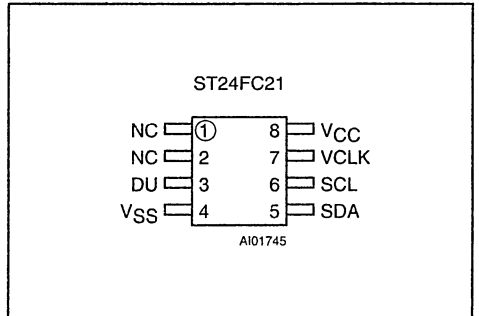 ST24FC21
NC 1 8 VCC
NC 2 7 VCLK
DU 3 6 SCL
VSS 4 5 SDA
AI01745